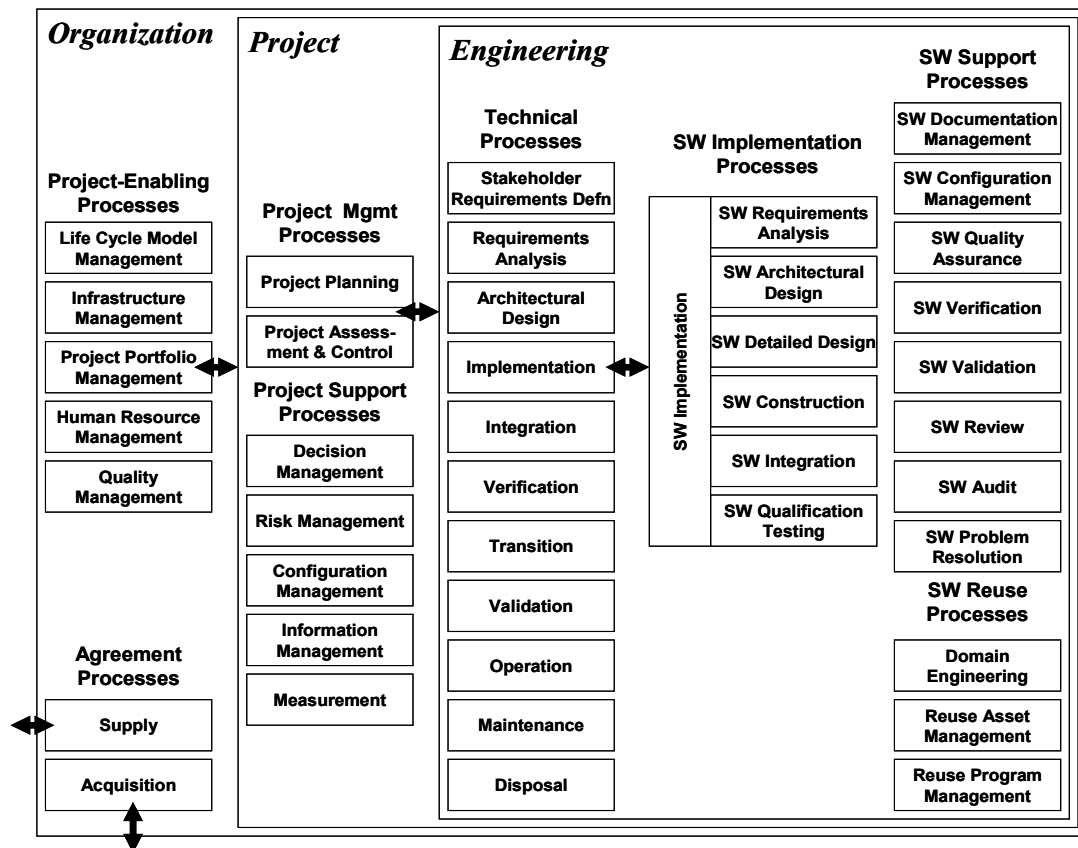 Organization
Project-Enabling
Processes
Life Cycle Model
Management
Infrastructure
Management
Project Portfolio
Management
Human Resource
Management
Quality
Management
Agreement
Processes
Supply
Acquisition
Project
Project Mgmt
Processes
Project Planning
Project Assess-
ment & Control
Project Support
Processes
Decision
Management
Risk Management
Configuration
Management
Information
Management
Measurement
Engineering
Technical
Processes
Stakeholder
Requirements Defn
Requirements
Analysis
Architectural
Design
Implementation
Integration
Verification
Transition
Validation
Operation
Maintenance
Disposal
SW Implementation
Processes
SW Implementation
SW Requirements
Analysis
SW Architectural
Design
SW Detailed Design
SW Construction
SW Integration
SW Qualification
Testing
SW Support
Processes
SW Documentation
Management
SW Configuration
Management
SW Quality
Assurance
SW Verification
SW Validation
SW Review
SW Audit
SW Problem
Resolution
SW Reuse
Processes
Domain
Engineering
Reuse Asset
Management
Reuse Program
Management